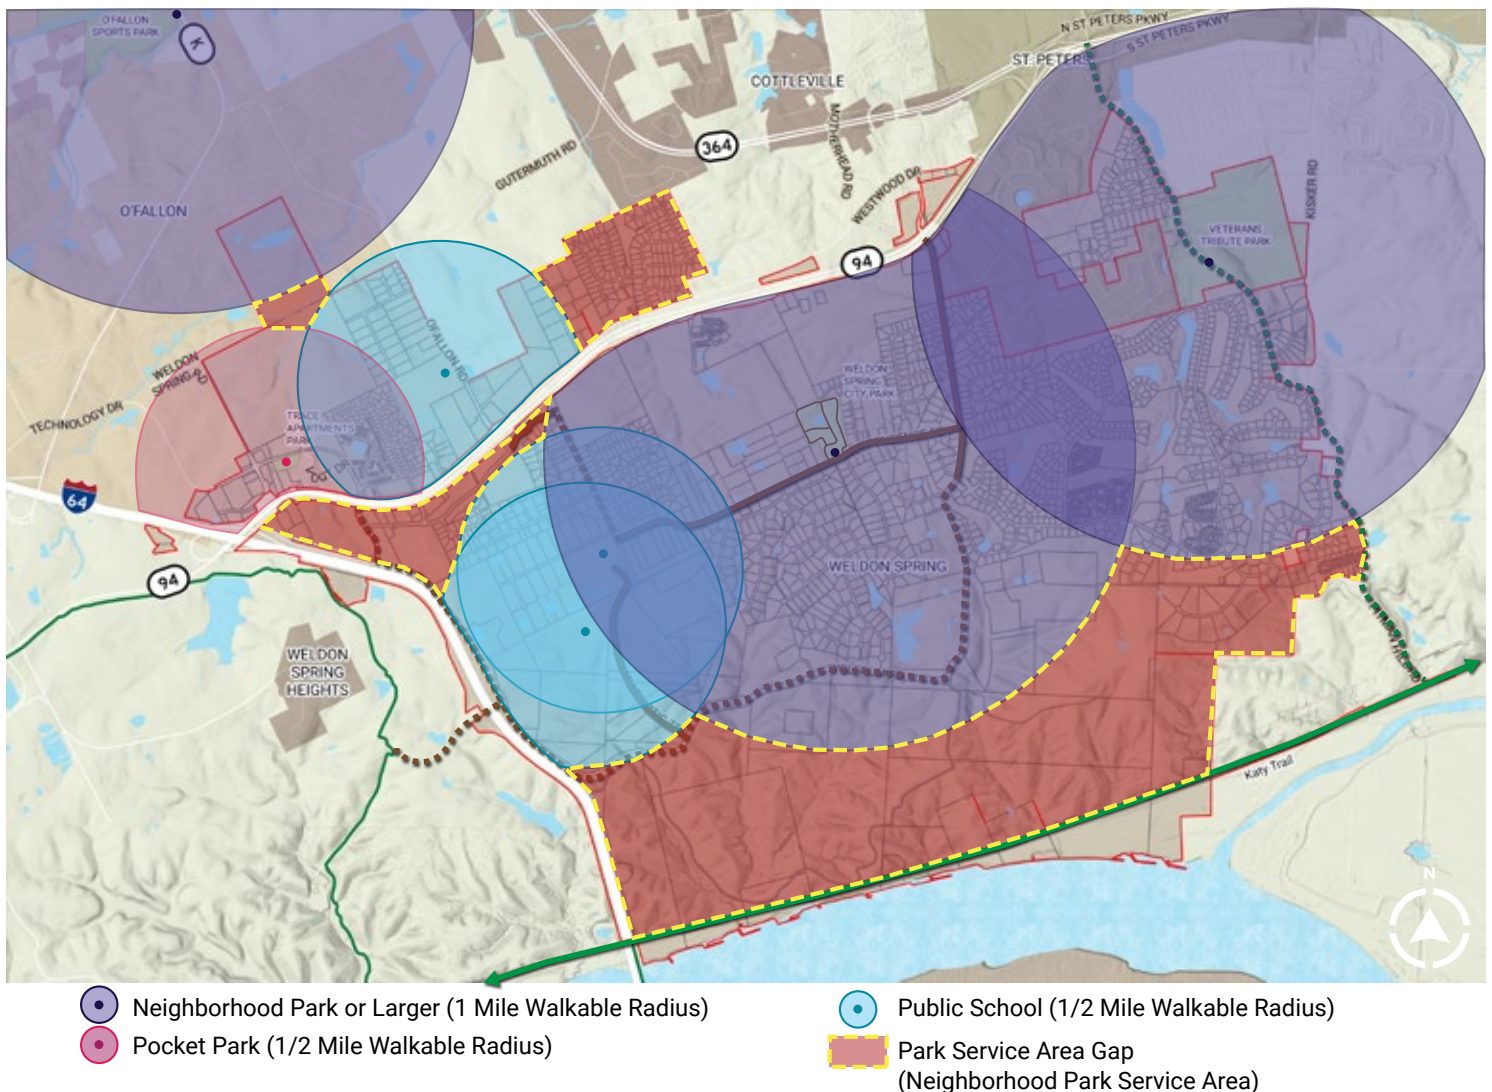 O'FALLON
SPORTS PARK
K
N ST PETERS PKWY
S ST PETERS PKWY
ST. PETERS
COTTLEVILLE
MOTHERHEAD RD
364
GUTERMUTH RD
WESTWOOD DR
KISKER RD
O'FALLON
VETERANS
TRIBUTE PARK
94
O'FALLON RD
WELDON
SPRING RD
WELDON
SPRING
CITY PARK
TECHNOLOGY DR
TRACE
APARTMENTS
PARK
DR
64
94
WELDON SPRING
WELDON
SPRING
HEIGHTS
Katy Trail
N
Neighborhood Park or Larger (1 Mile Walkable Radius)
Pocket Park (1/2 Mile Walkable Radius)
Public School (1/2 Mile Walkable Radius)
Park Service Area Gap
(Neighborhood Park Service Area)